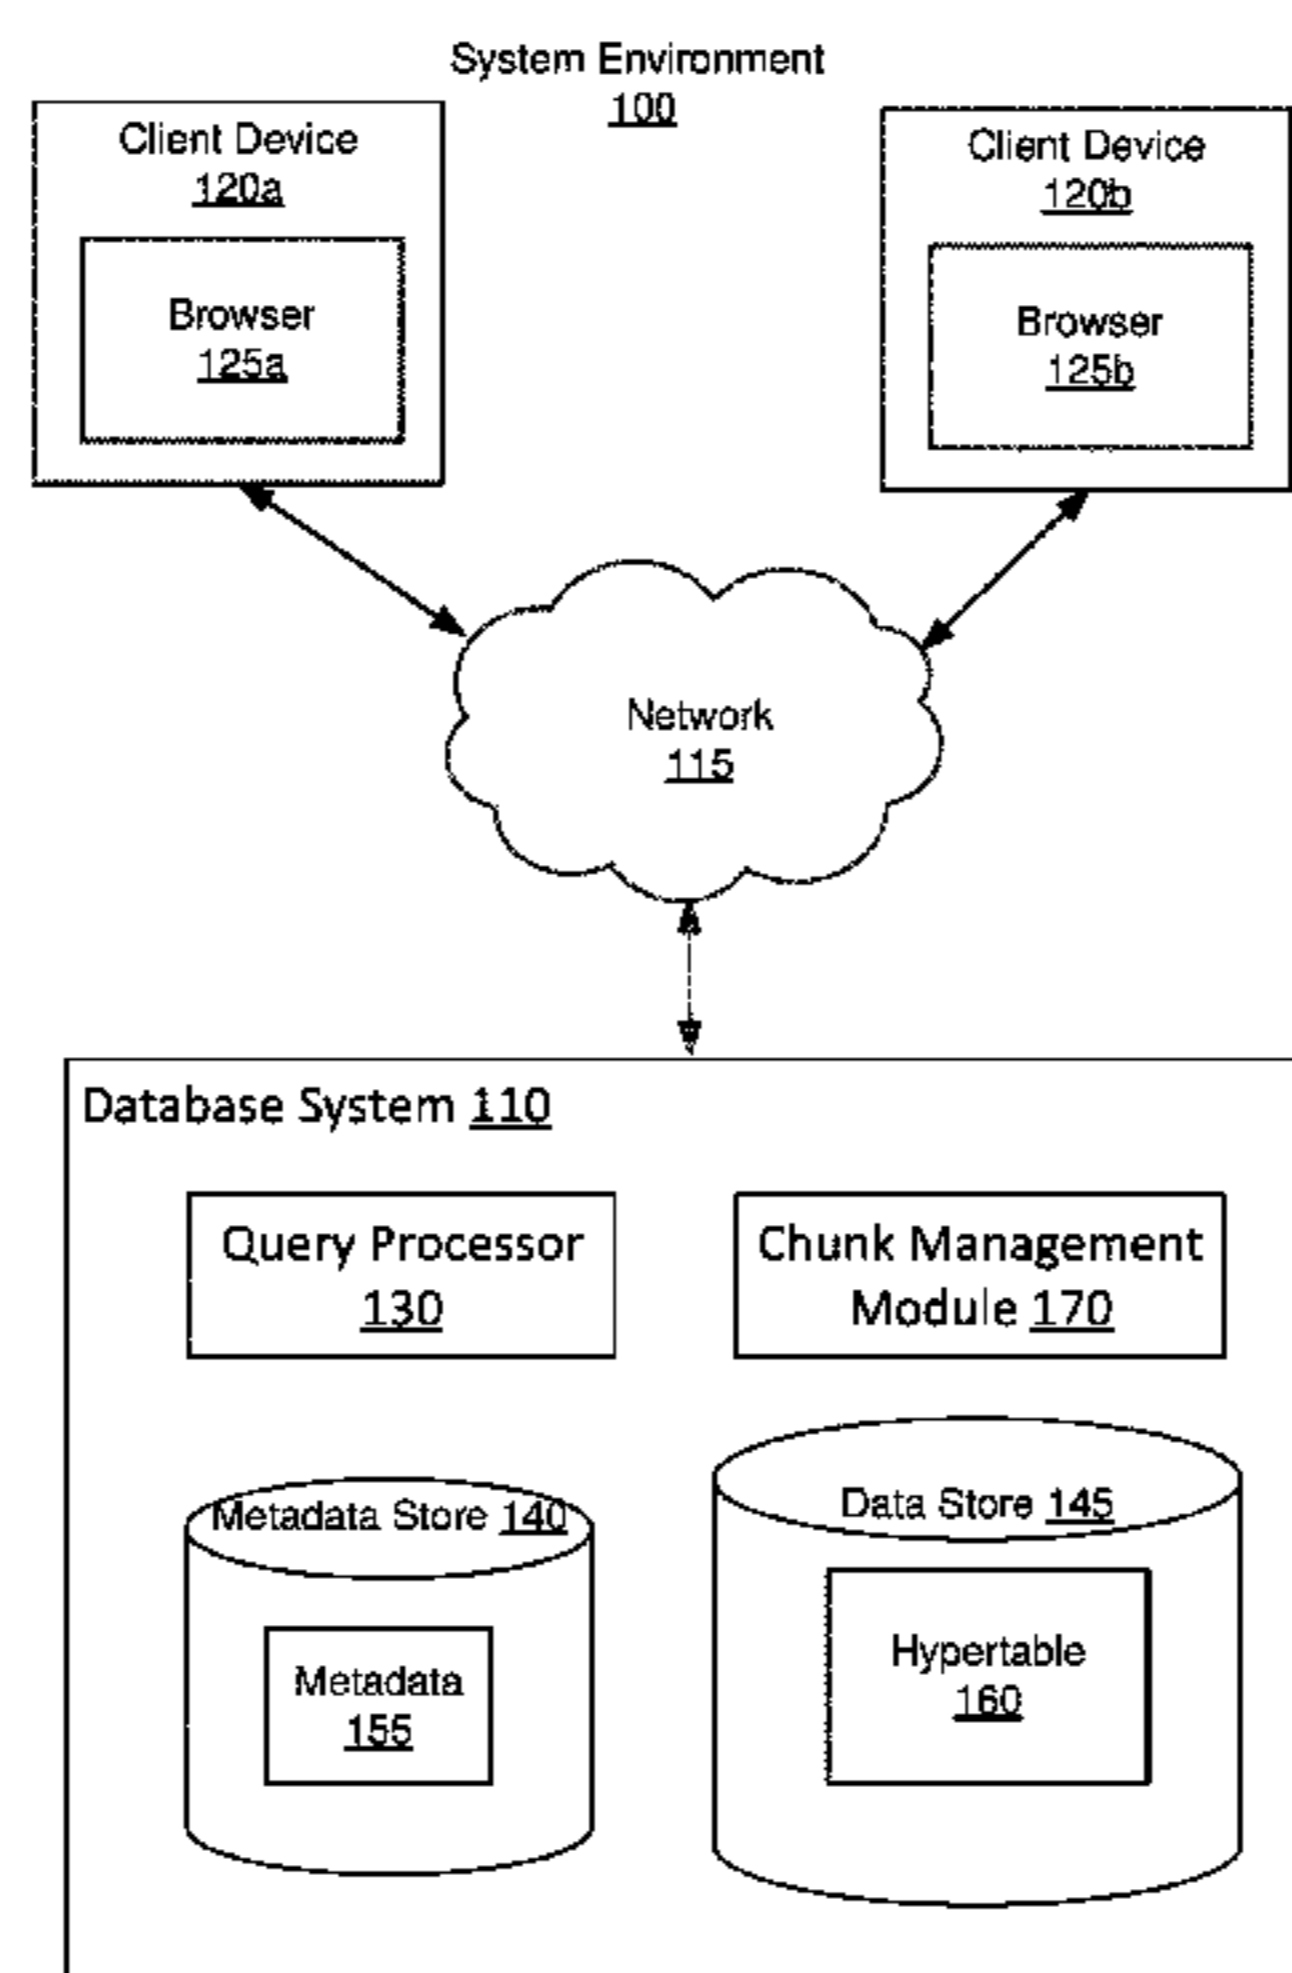 System Environment
100
Client Device
120a
Browser
125a
Client Device
120b
Browser
125b
Network
115
Database System 110
Query Processor
130
Chunk Management
Module 170
Metadata Store 140
Metadata
155
Data Store 145
Hypertable
160